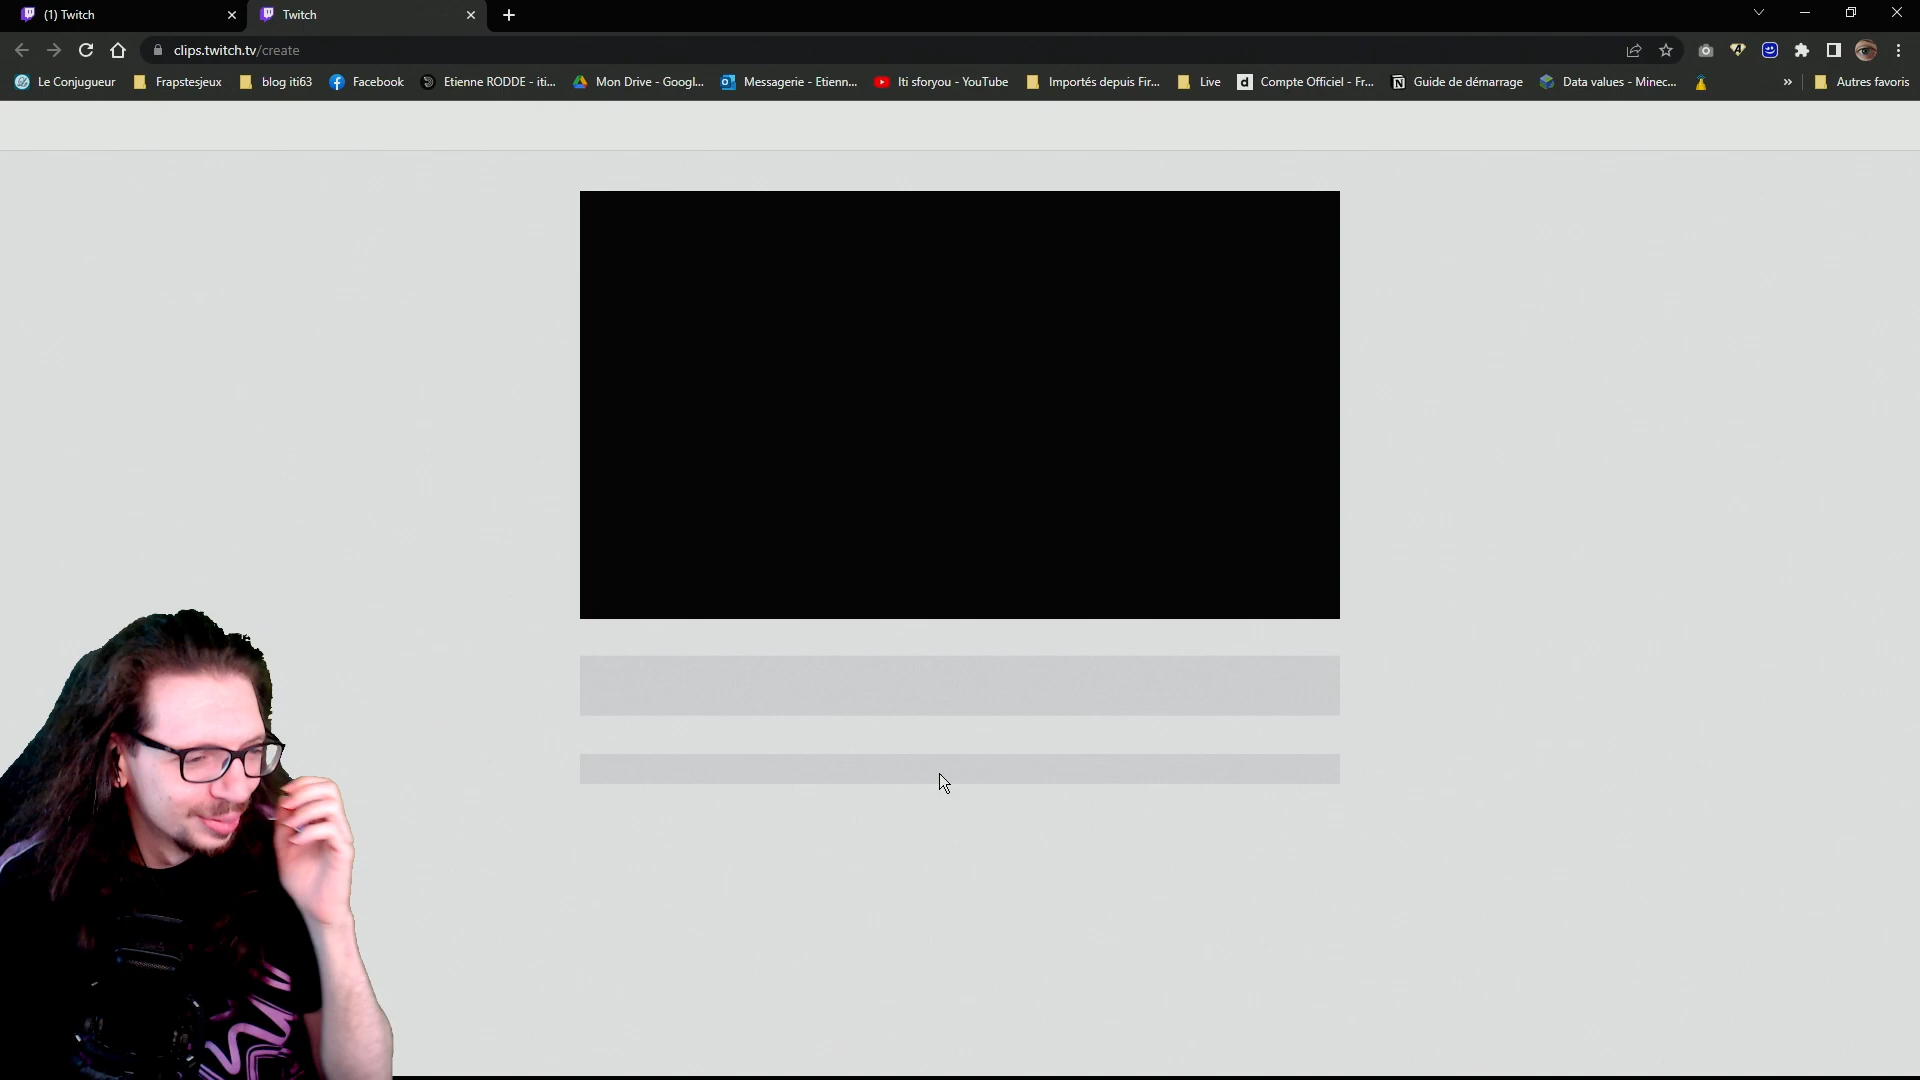 (1) Twitch
Twitch
clips.twitch.tv/create
Le Conjugueur
Frapstesjeux
blog iti63
Facebook
Etienne RODDE - iti...
Mon Drive - Googl...
Messagerie - Etienn...
Iti sforyou - YouTube
Importés depuis Fir...
Live
Compte Officiel - Fr...
Guide de démarrage
Data values - Minec...
»
Autres favoris